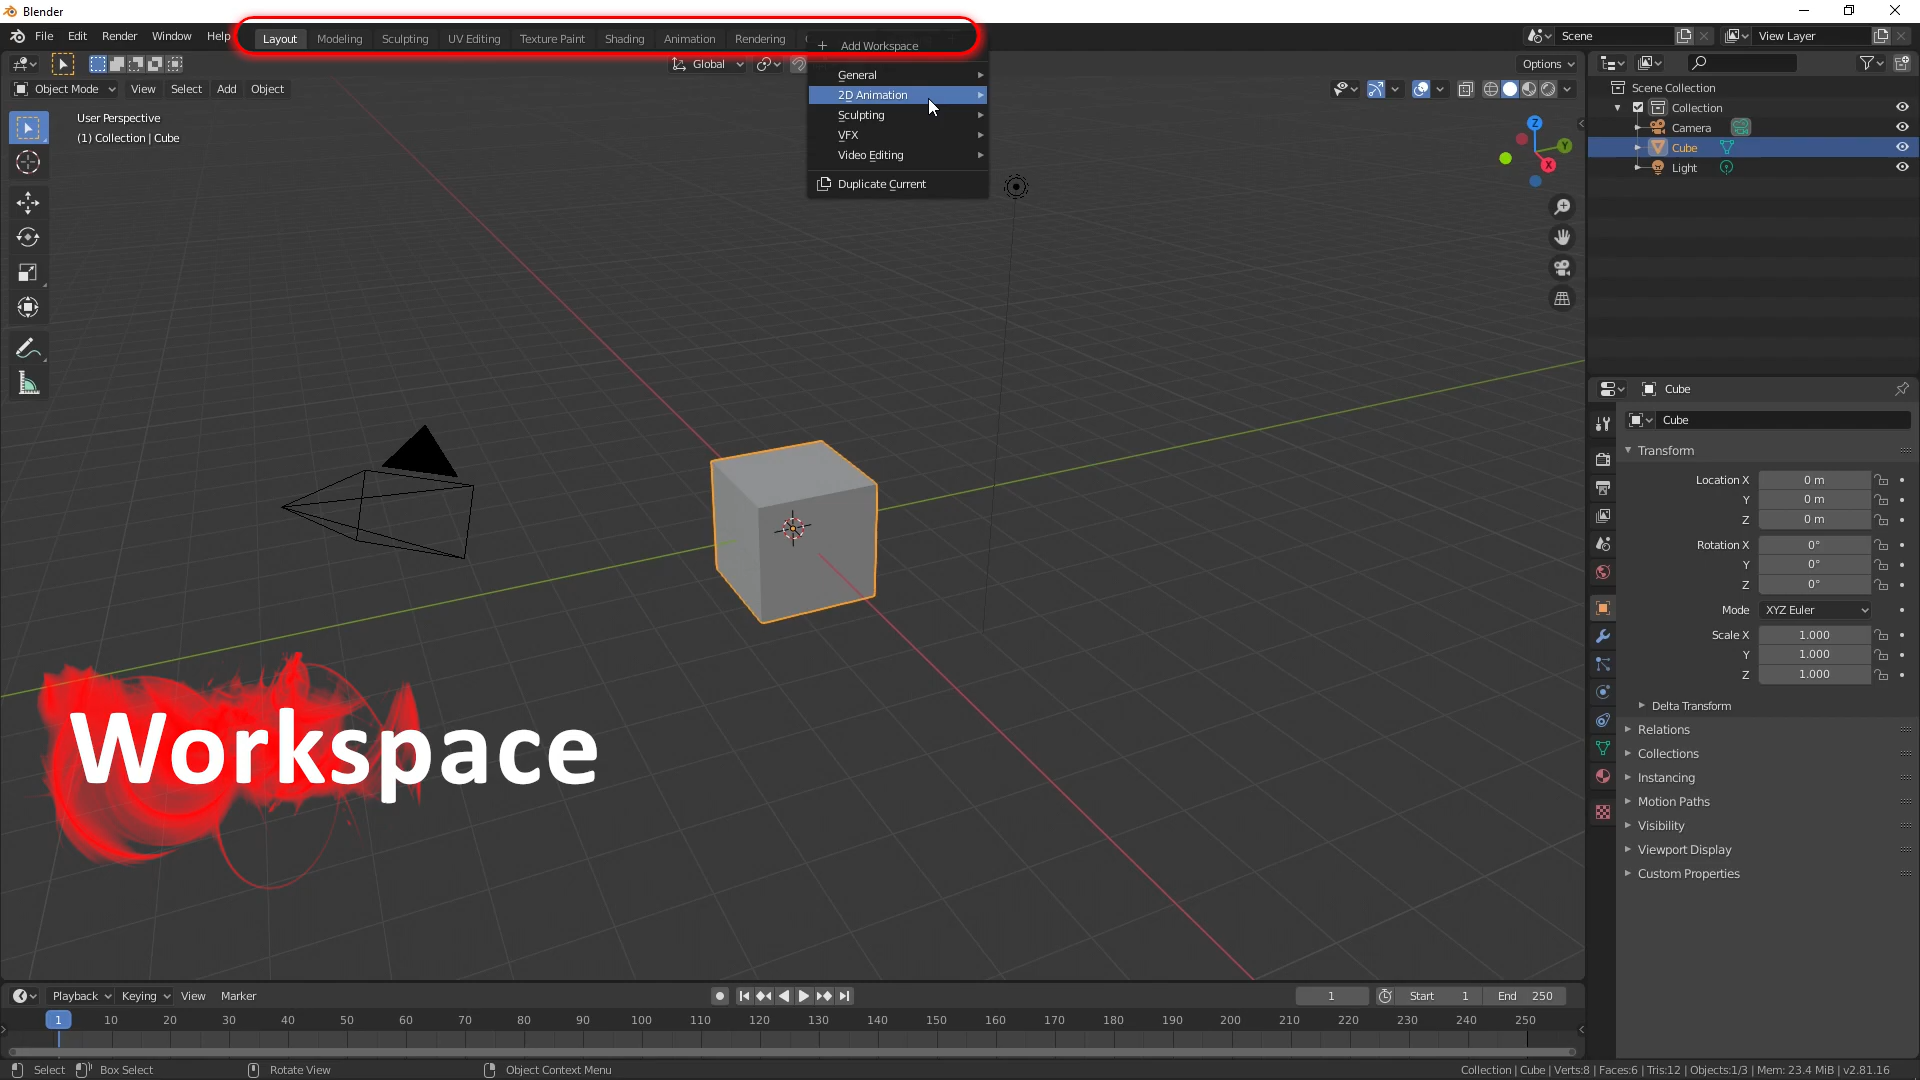 Blender
File Edit Render Window Help Layout Modeling Sculpting UV Editing Texture Paint Shading Animation Rendering Scene View Layer
Add Workspace
General
2D Animation
Sculpting
VFX
Video Editing
Duplicate Current
Global
Options
Object Mode View Select Add Object
User Perspective
(1) Collection | Cube
Z
Y
X
Scene Collection
Collection
Camera
Cube
Light
Cube
Cube
Transform
Location X 0 m
Y 0 m
Z 0 m
Rotation X 0°
Y 0°
Z 0°
Mode XYZ Euler
Scale X 1.000
Y 1.000
Z 1.000
Delta Transform
Relations
Collections
Instancing
Motion Paths
Visibility
Viewport Display
Custom Properties
Workspace
Playback Keying View Marker 1 Start 1 End 250
1 10 20 30 40 50 60 70 80 90 100 110 120 130 140 150 160 170 180 190 200 210 220 230 240 250
Select Box Select Rotate View Object Context Menu Collection | Cube | Verts:8 | Faces:6 | Tris:12 | Objects:1/3 | Mem: 23.4 MiB | v2.81.16